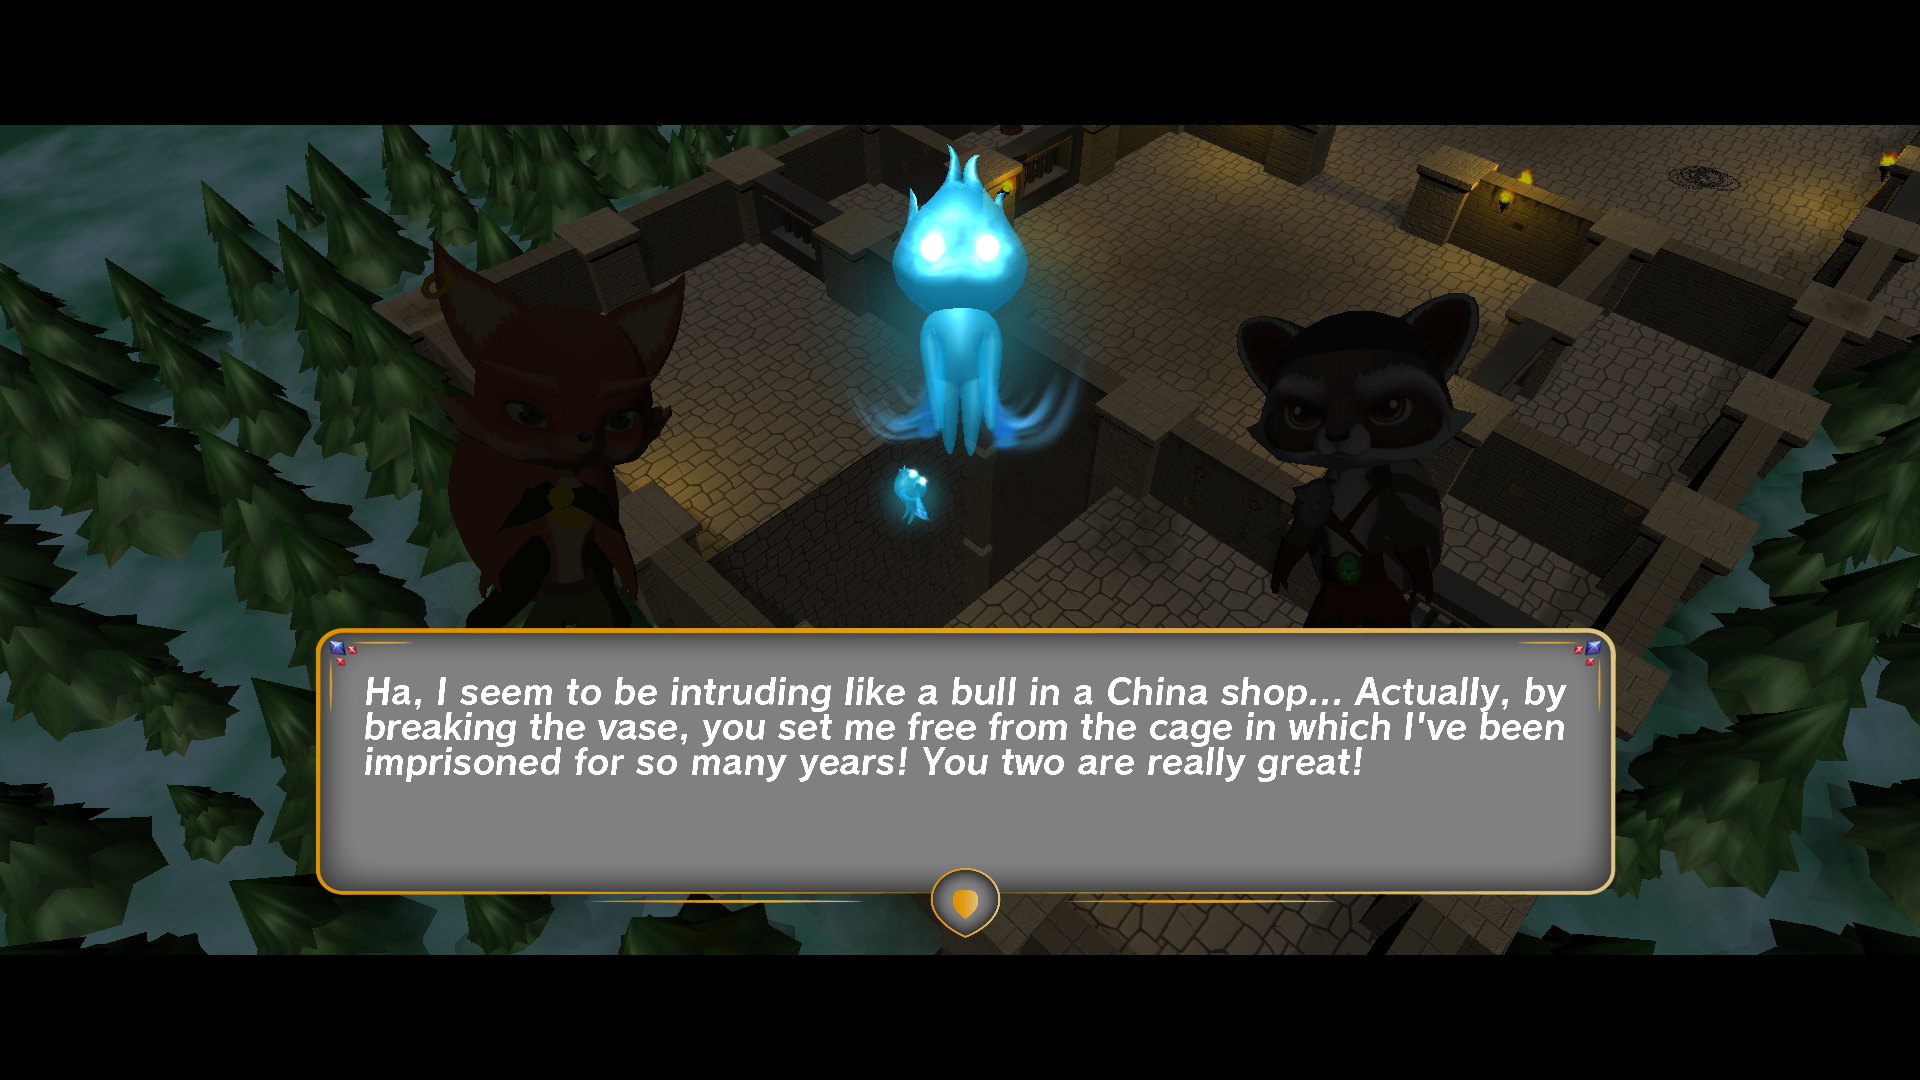 Ha, I seem to be intruding like a bull in a China shop... Actually, by
breaking the vase, you set me free from the cage in which I've been
imprisoned for so many years! You two are really great!